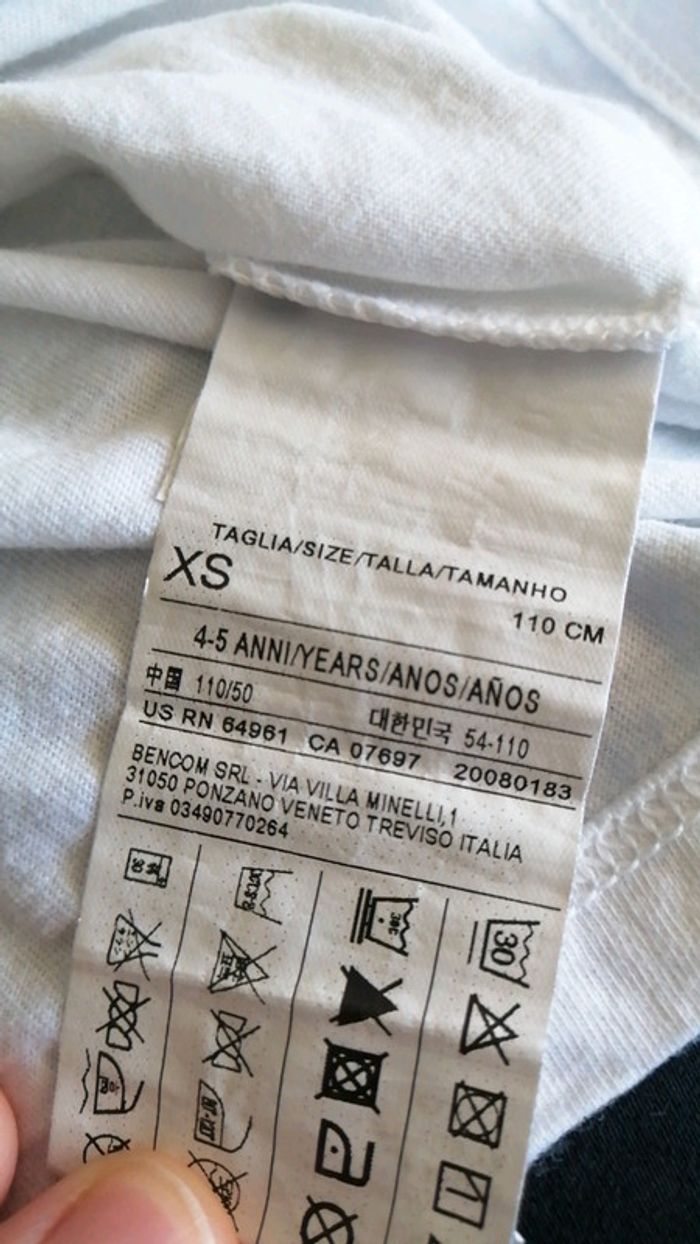 TAGLIA/SIZE/TALLA/TAMANHO
XS
110 CM
4-5 ANNI/YEARS/ANOS/AÑOS
中国 110/50 대한민국 54-110
US RN 64961 CA 07697 20080183
BENCOM SRL - VIA VILLA MINELLI,1
31050 PONZANO VENETO TREVISO ITALIA
P.iva 03490770264
30